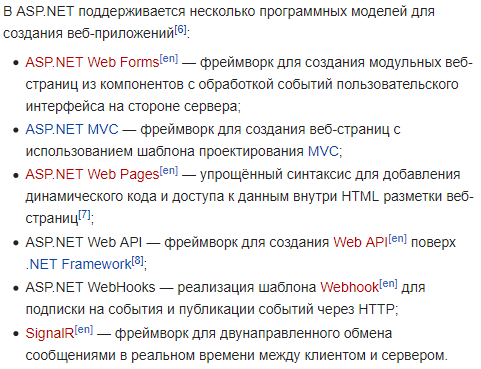 В ASP.NET поддерживается несколько программных моделей для
создания веб-приложений[6]:
• ASP.NET Web Forms[en] — фреймворк для создания модульных веб-
страниц из компонентов с обработкой событий пользовательского
интерфейса на стороне сервера;
• ASP.NET MVC — фреймворк для создания веб-страниц с
использованием шаблона проектирования MVC;
• ASP.NET Web Pages[en] — упрощённый синтаксис для добавления
динамического кода и доступа к данным внутри HTML разметки веб-
страниц[7];
• ASP.NET Web API — фреймворк для создания Web API[en] поверх
.NET Framework[8];
• ASP.NET WebHooks — реализация шаблона Webhook[en] для
подписки на события и публикации событий через HTTP;
• SignalR[en] — фреймворк для двунаправленного обмена
сообщениями в реальном времени между клиентом и сервером.